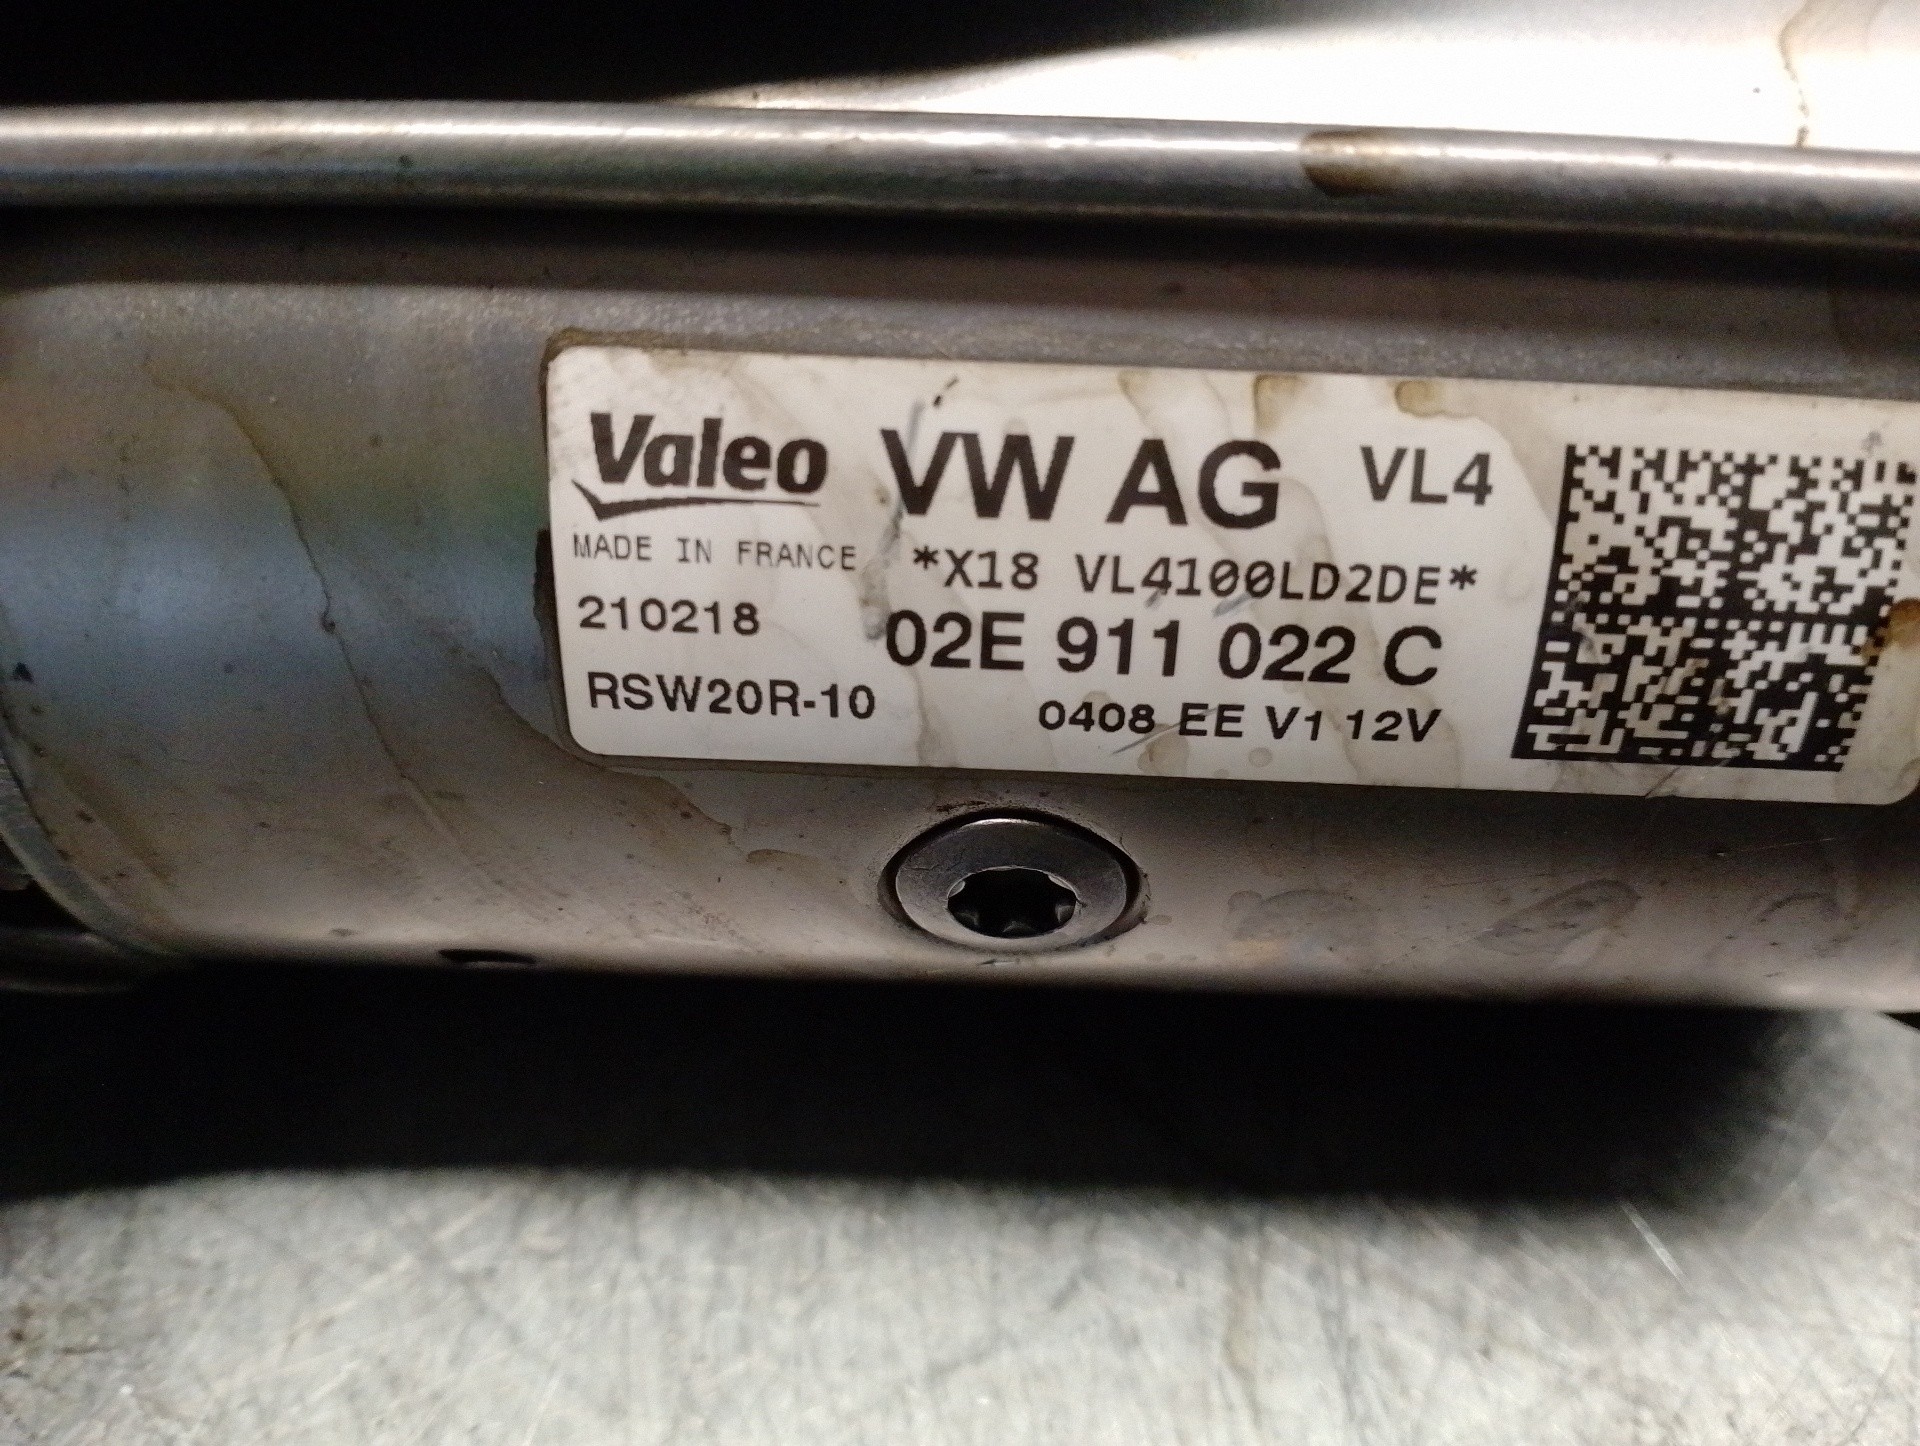 Valeo VW AG VL4
MADE IN FRANCE *X18 VL4100LD2DE*
210218 02E 911 022 C
RSW20R-10 0408 EE V1 12V